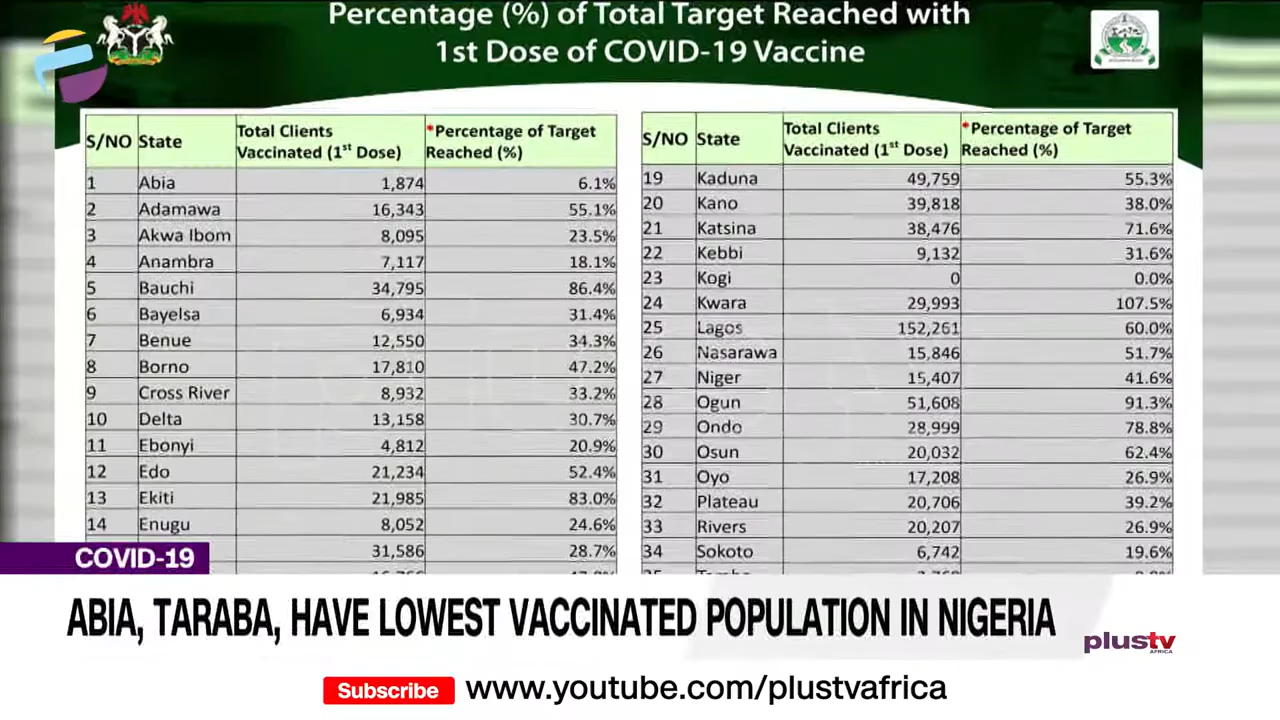 Percentage (%) of Total Target Reached with
1st Dose of COVID-19 Vaccine
S/NO State Total Clients Vaccinated (1st Dose) *Percentage of Target Reached (%)
1 Abia 1,874 6.1%
2 Adamawa 16,343 55.1%
3 Akwa Ibom 8,095 23.5%
4 Anambra 7,117 18.1%
5 Bauchi 34,795 86.4%
6 Bayelsa 6,934 31.4%
7 Benue 12,550 34.3%
8 Borno 17,810 47.2%
9 Cross River 8,932 33.2%
10 Delta 13,158 30.7%
11 Ebonyi 4,812 20.9%
12 Edo 21,234 52.4%
13 Ekiti 21,985 83.0%
14 Enugu 8,052 24.6%
31,586 28.7%
S/NO State Total Clients Vaccinated (1st Dose) *Percentage of Target Reached (%)
19 Kaduna 49,759 55.3%
20 Kano 39,818 38.0%
21 Katsina 38,476 71.6%
22 Kebbi 9,132 31.6%
23 Kogi 0 0.0%
24 Kwara 29,993 107.5%
25 Lagos 152,261 60.0%
26 Nasarawa 15,846 51.7%
27 Niger 15,407 41.6%
28 Ogun 51,608 91.3%
29 Ondo 28,999 78.8%
30 Osun 20,032 62.4%
31 Oyo 17,208 26.9%
32 Plateau 20,706 39.2%
33 Rivers 20,207 26.9%
34 Sokoto 6,742 19.6%
COVID-19
ABIA, TARABA, HAVE LOWEST VACCINATED POPULATION IN NIGERIA
plustv
AFRICA
Subscribe www.youtube.com/plustvafrica